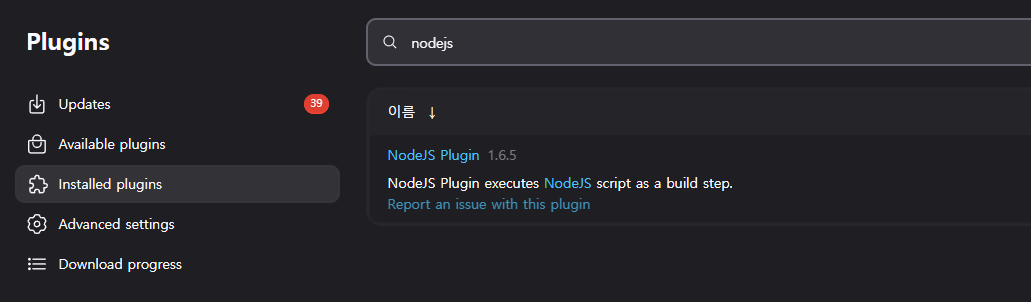 Plugins
nodejs
Updates
39
Available plugins
Installed plugins
Advanced settings
Download progress
이름 ↓
NodeJS Plugin 1.6.5
NodeJS Plugin executes NodeJS script as a build step.
Report an issue with this plugin